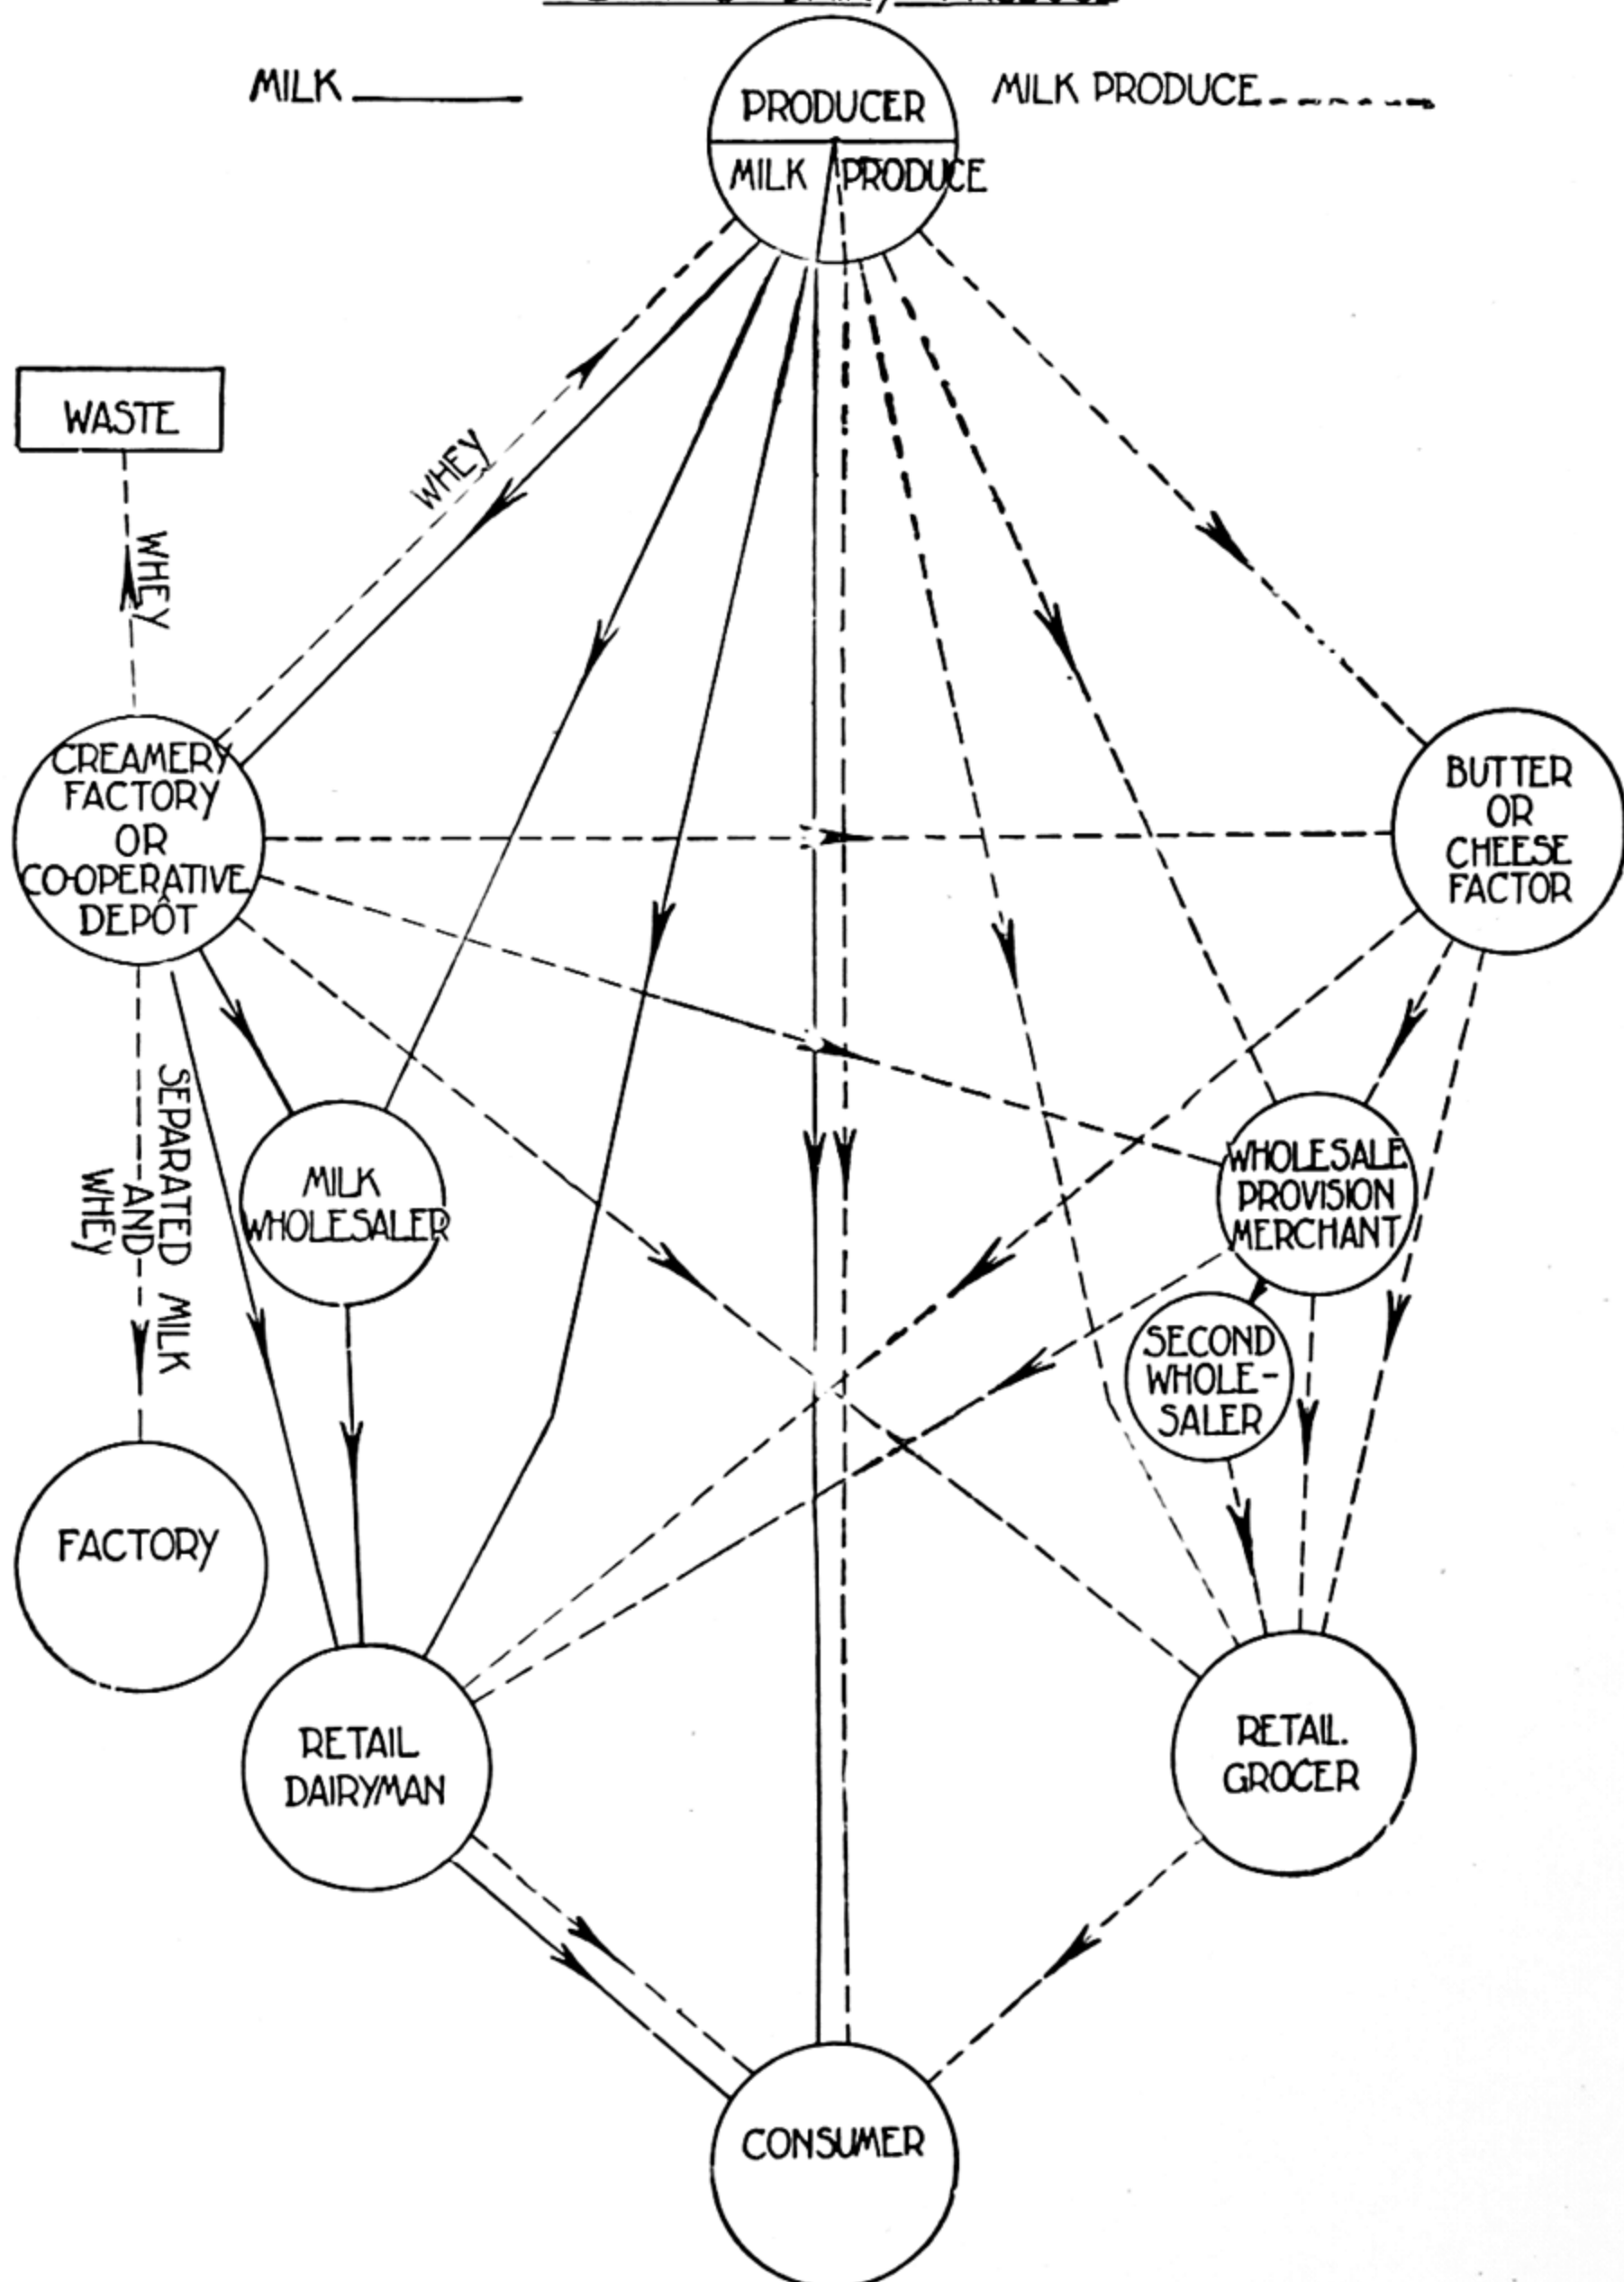 MILK
MILK PRODUCE
PRODUCER
MILK
PRODUCE
WASTE
WHEY
WHEY
CREAMERY
FACTORY
OR
CO-OPERATIVE
DEPÔT
BUTTER
OR
CHEESE
FACTOR
SEPARATED MILK
AND
WHEY
MILK
WHOLESALER
WHOLESALE
PROVISION
MERCHANT
SECOND
WHOLE-
SALER
FACTORY
RETAIL
DAIRYMAN
RETAIL.
GROCER
CONSUMER